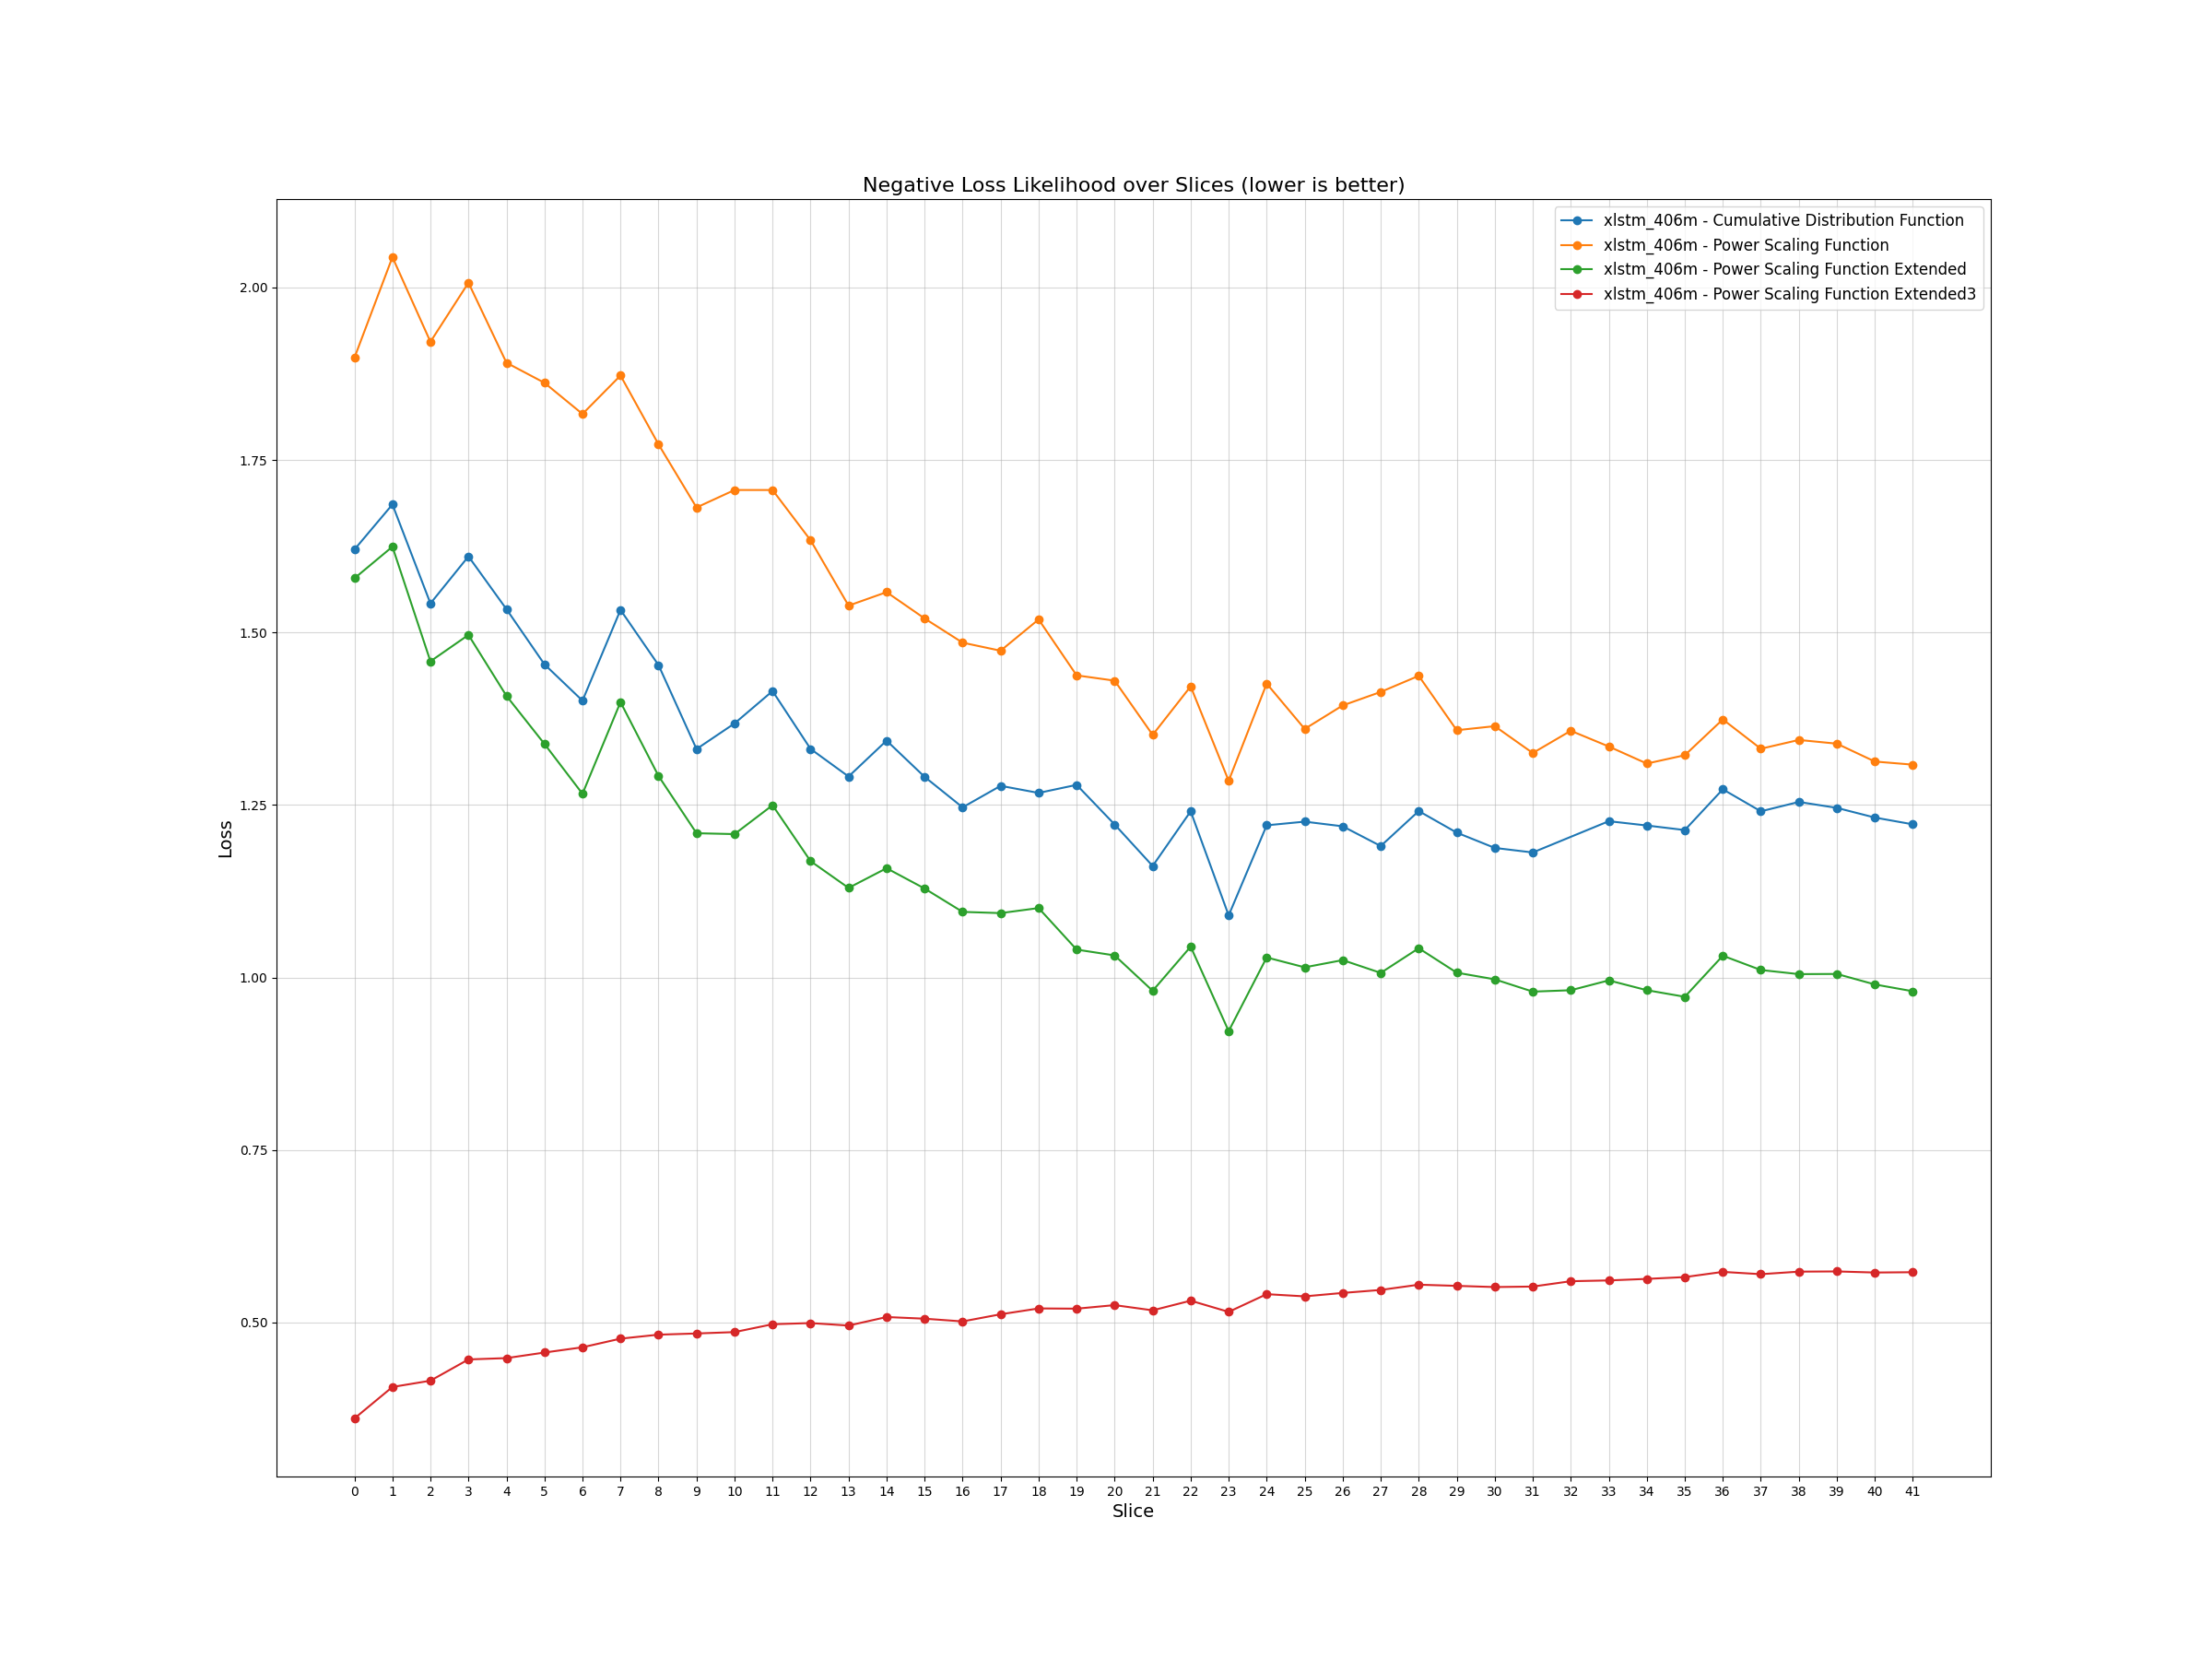 Negative Loss Likelihood over Slices (lower is better)
xlstm_406m - Cumulative Distribution Function
xlstm_406m - Power Scaling Function
xlstm_406m - Power Scaling Function Extended
xlstm_406m - Power Scaling Function Extended3
2.00
1.75
1.50
1.25
1.00
0.75
0.50
Loss
0 1 2 3 4 5 6 7 8 9 10 11 12 13 14 15 16 17 18 19 20 21 22 23 24 25 26 27 28 29 30 31 32 33 34 35 36 37 38 39 40 41
Slice